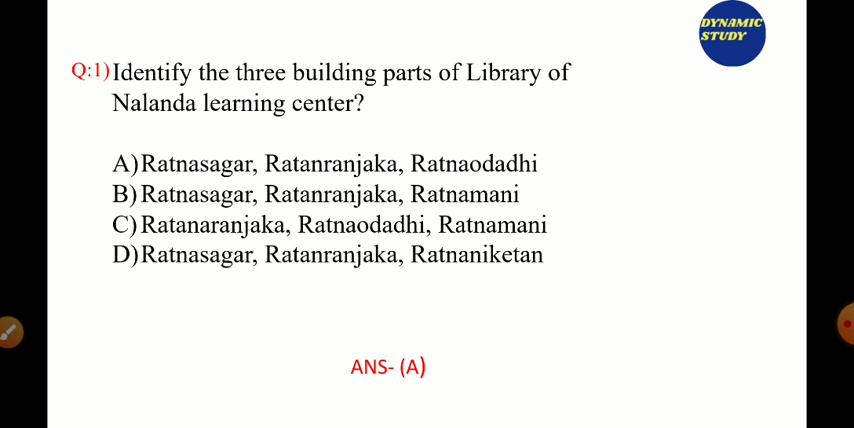 DYNAMIC
STUDY
Q:1) Identify the three building parts of Library of
Nalanda learning center?
A) Ratnasagar, Ratanranjaka, Ratnaodadhi
B) Ratnasagar, Ratanranjaka, Ratnamani
C) Ratanaranjaka, Ratnaodadhi, Ratnamani
D) Ratnasagar, Ratanranjaka, Ratnaniketan
ANS- (A)